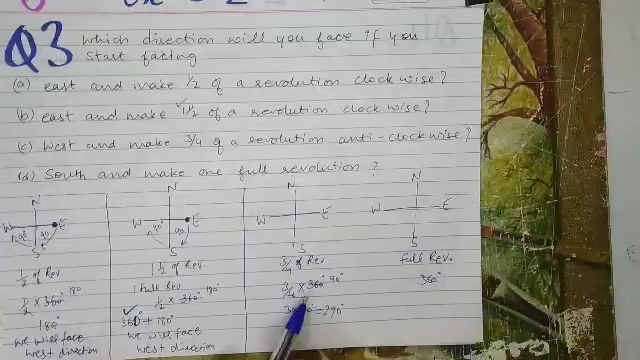 Q3 Which direction will you face if you
start facing
(a) east and make 1/2 of a revolution clockwise?
(b) east and make 1 1/2 of a revolution clockwise?
(c) West and make 3/4 of a revolution anti-clockwise?
(d) South and make one full revolution?
N
W E
S
90° 90°
1/2 of Rev
1/2 × 360° 180
180°
we will face
west direction
N
W E
S
90° 90°
1 1/2 of Rev.
1 full Rev
1/2 × 360° 180
360 + 180°
we will face
west direction
N
W E
S
3/4 of Rev
3/4 × 360° 90°
= 270°
N
W E
S
full Rev.
360°